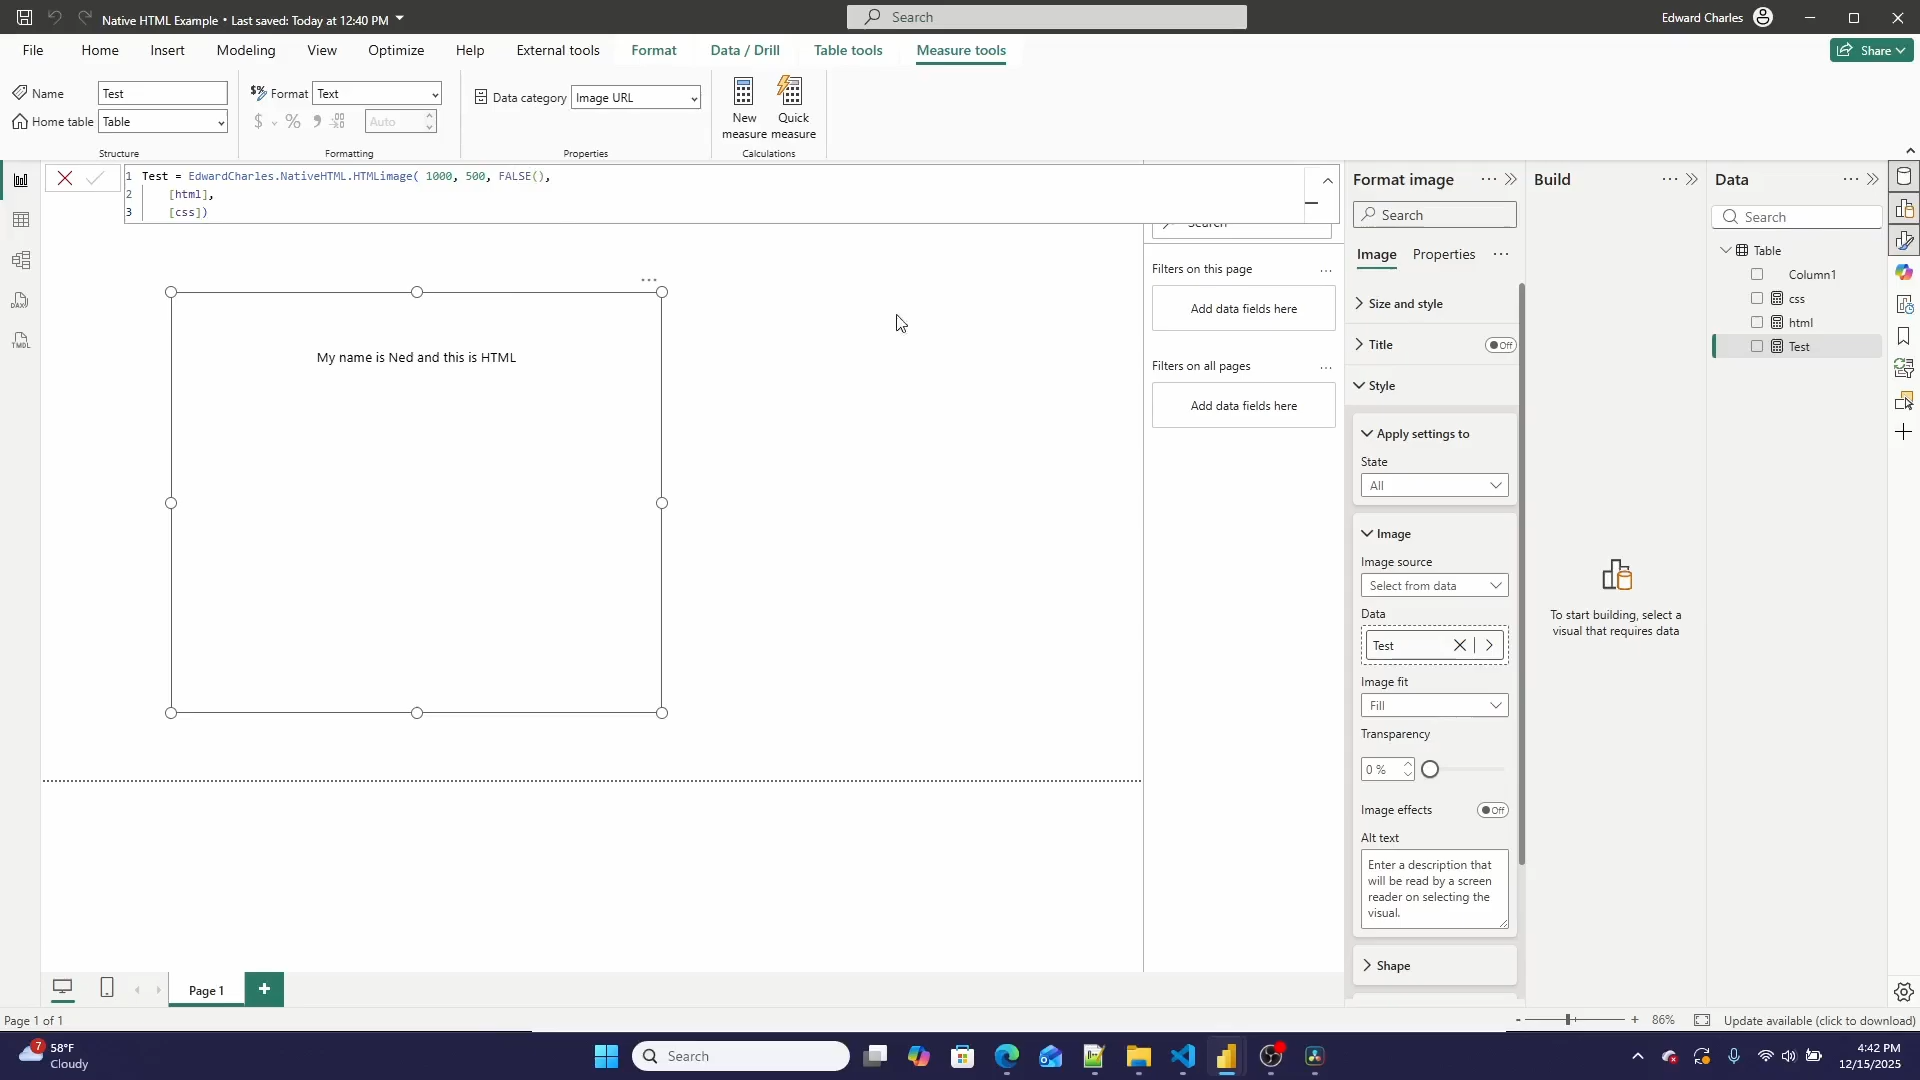 Native HTML Example • Last saved: Today at 12:40 PM
Search
Edward Charles
File
Home
Insert
Modeling
View
Optimize
Help
External tools
Format
Data / Drill
Table tools
Measure tools
Share
Name
Test
Home table
Table
Structure
Format
Text
$
%
Auto
Formatting
Data category
Image URL
Properties
New measure
Quick measure
Calculations
1 Test = EdwardCharles.NativeHTML.HTMLimage( 1000, 500, FALSE(),
2 [html],
3 [css])
My name is Ned and this is HTML
Search
Filters on this page
Add data fields here
Filters on all pages
Add data fields here
Format image
Search
Image
Properties
Size and style
Title
Off
Style
Apply settings to
State
All
Image
Image source
Select from data
Data
Test
Image fit
Fill
Transparency
0 %
Image effects
Off
Alt text
Enter a description that
will be read by a screen
reader on selecting the
visual.
Shape
Build
To start building, select a
visual that requires data
Data
Search
Table
Column1
css
html
Test
DAX
TMDL
Page 1
Page 1 of 1
86%
Update available (click to download)
7
58°F
Cloudy
Search
4:42 PM
12/15/2025